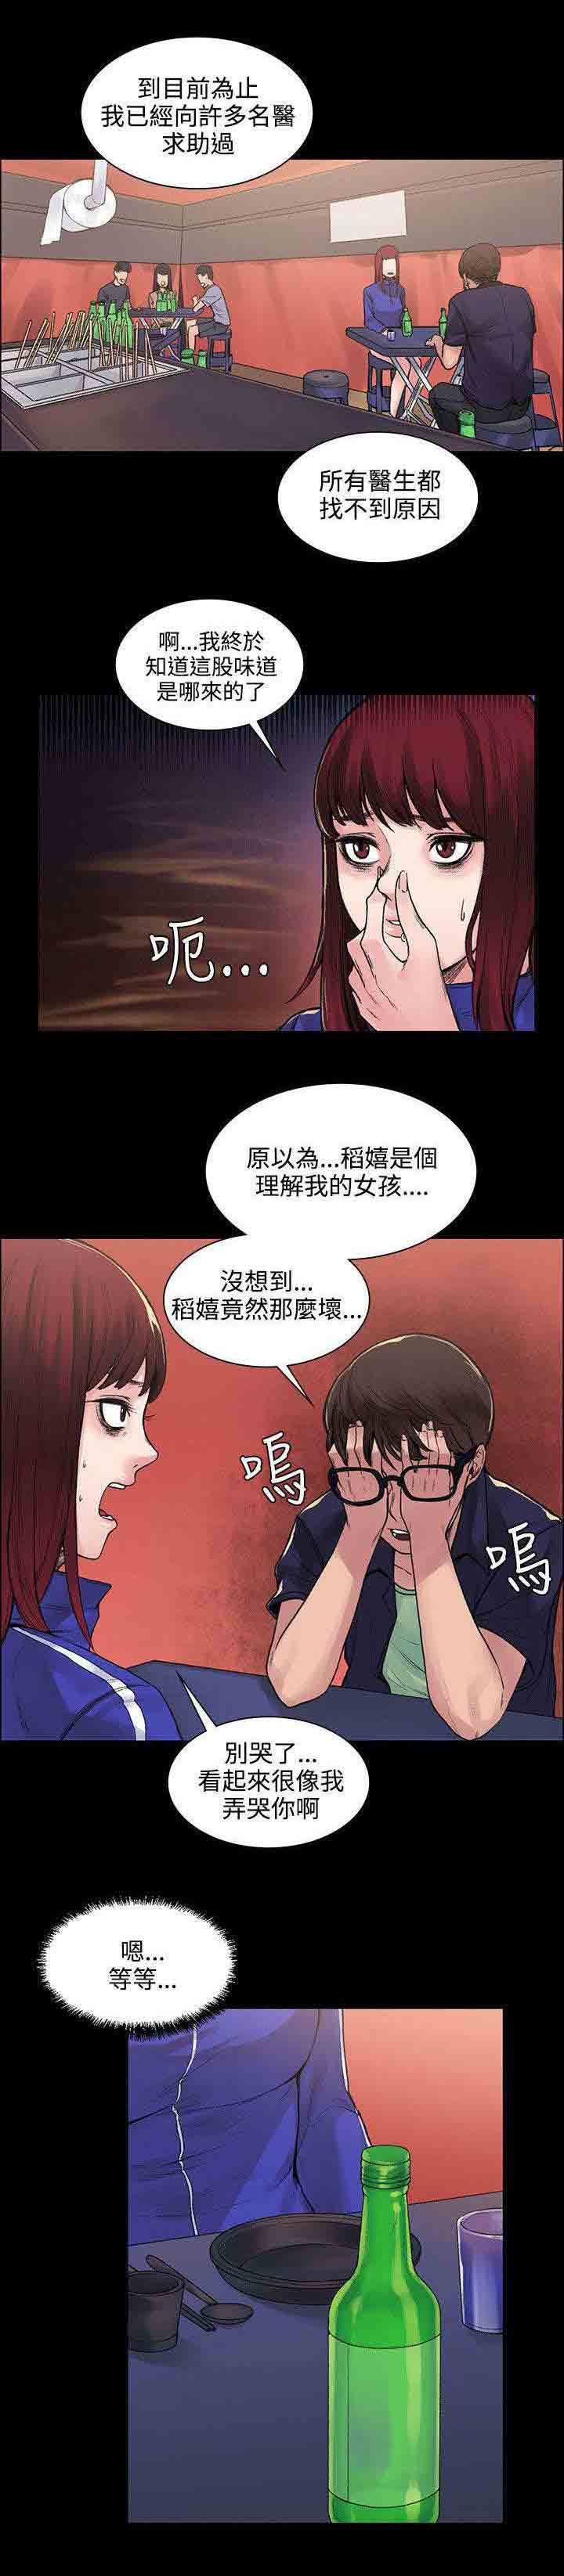 到目前為止
我已經向許多名醫
求助過
所有醫生都
找不到原因
啊...我終於
知道這股味道
是哪來的了
呃...
原以為...稻嬉是個
理解我的女孩....
沒想到...
稻嬉竟然那麼壞...
嗚
嗚
別哭了...
看起來很像我
弄哭你啊
嗯...
等等...